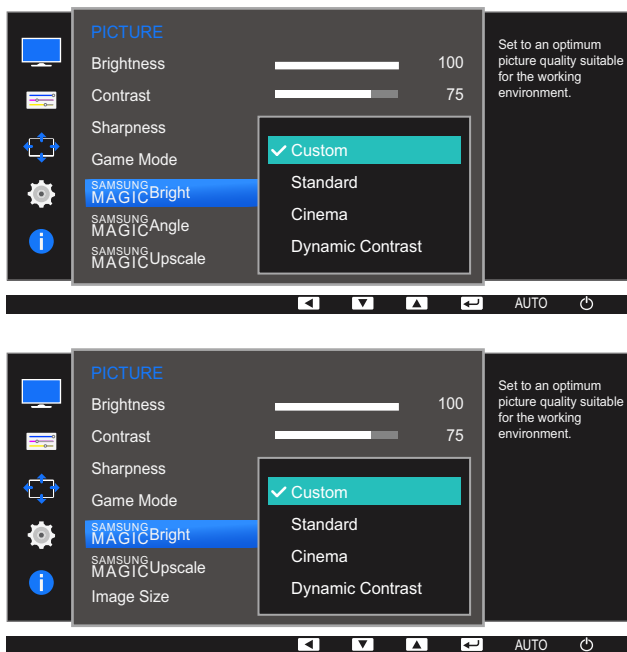 PICTURE
Brightness 100
Contrast 75
Sharpness
Game Mode
SAMSUNG
MAGIC Bright
SAMSUNG
MAGIC Angle
SAMSUNG
MAGIC Upscale
Custom
Standard
Cinema
Dynamic Contrast
Set to an optimum
picture quality suitable
for the working
environment.
AUTO
PICTURE
Brightness 100
Contrast 75
Sharpness
Game Mode
SAMSUNG
MAGIC Bright
SAMSUNG
MAGIC Upscale
Image Size
Custom
Standard
Cinema
Dynamic Contrast
Set to an optimum
picture quality suitable
for the working
environment.
AUTO